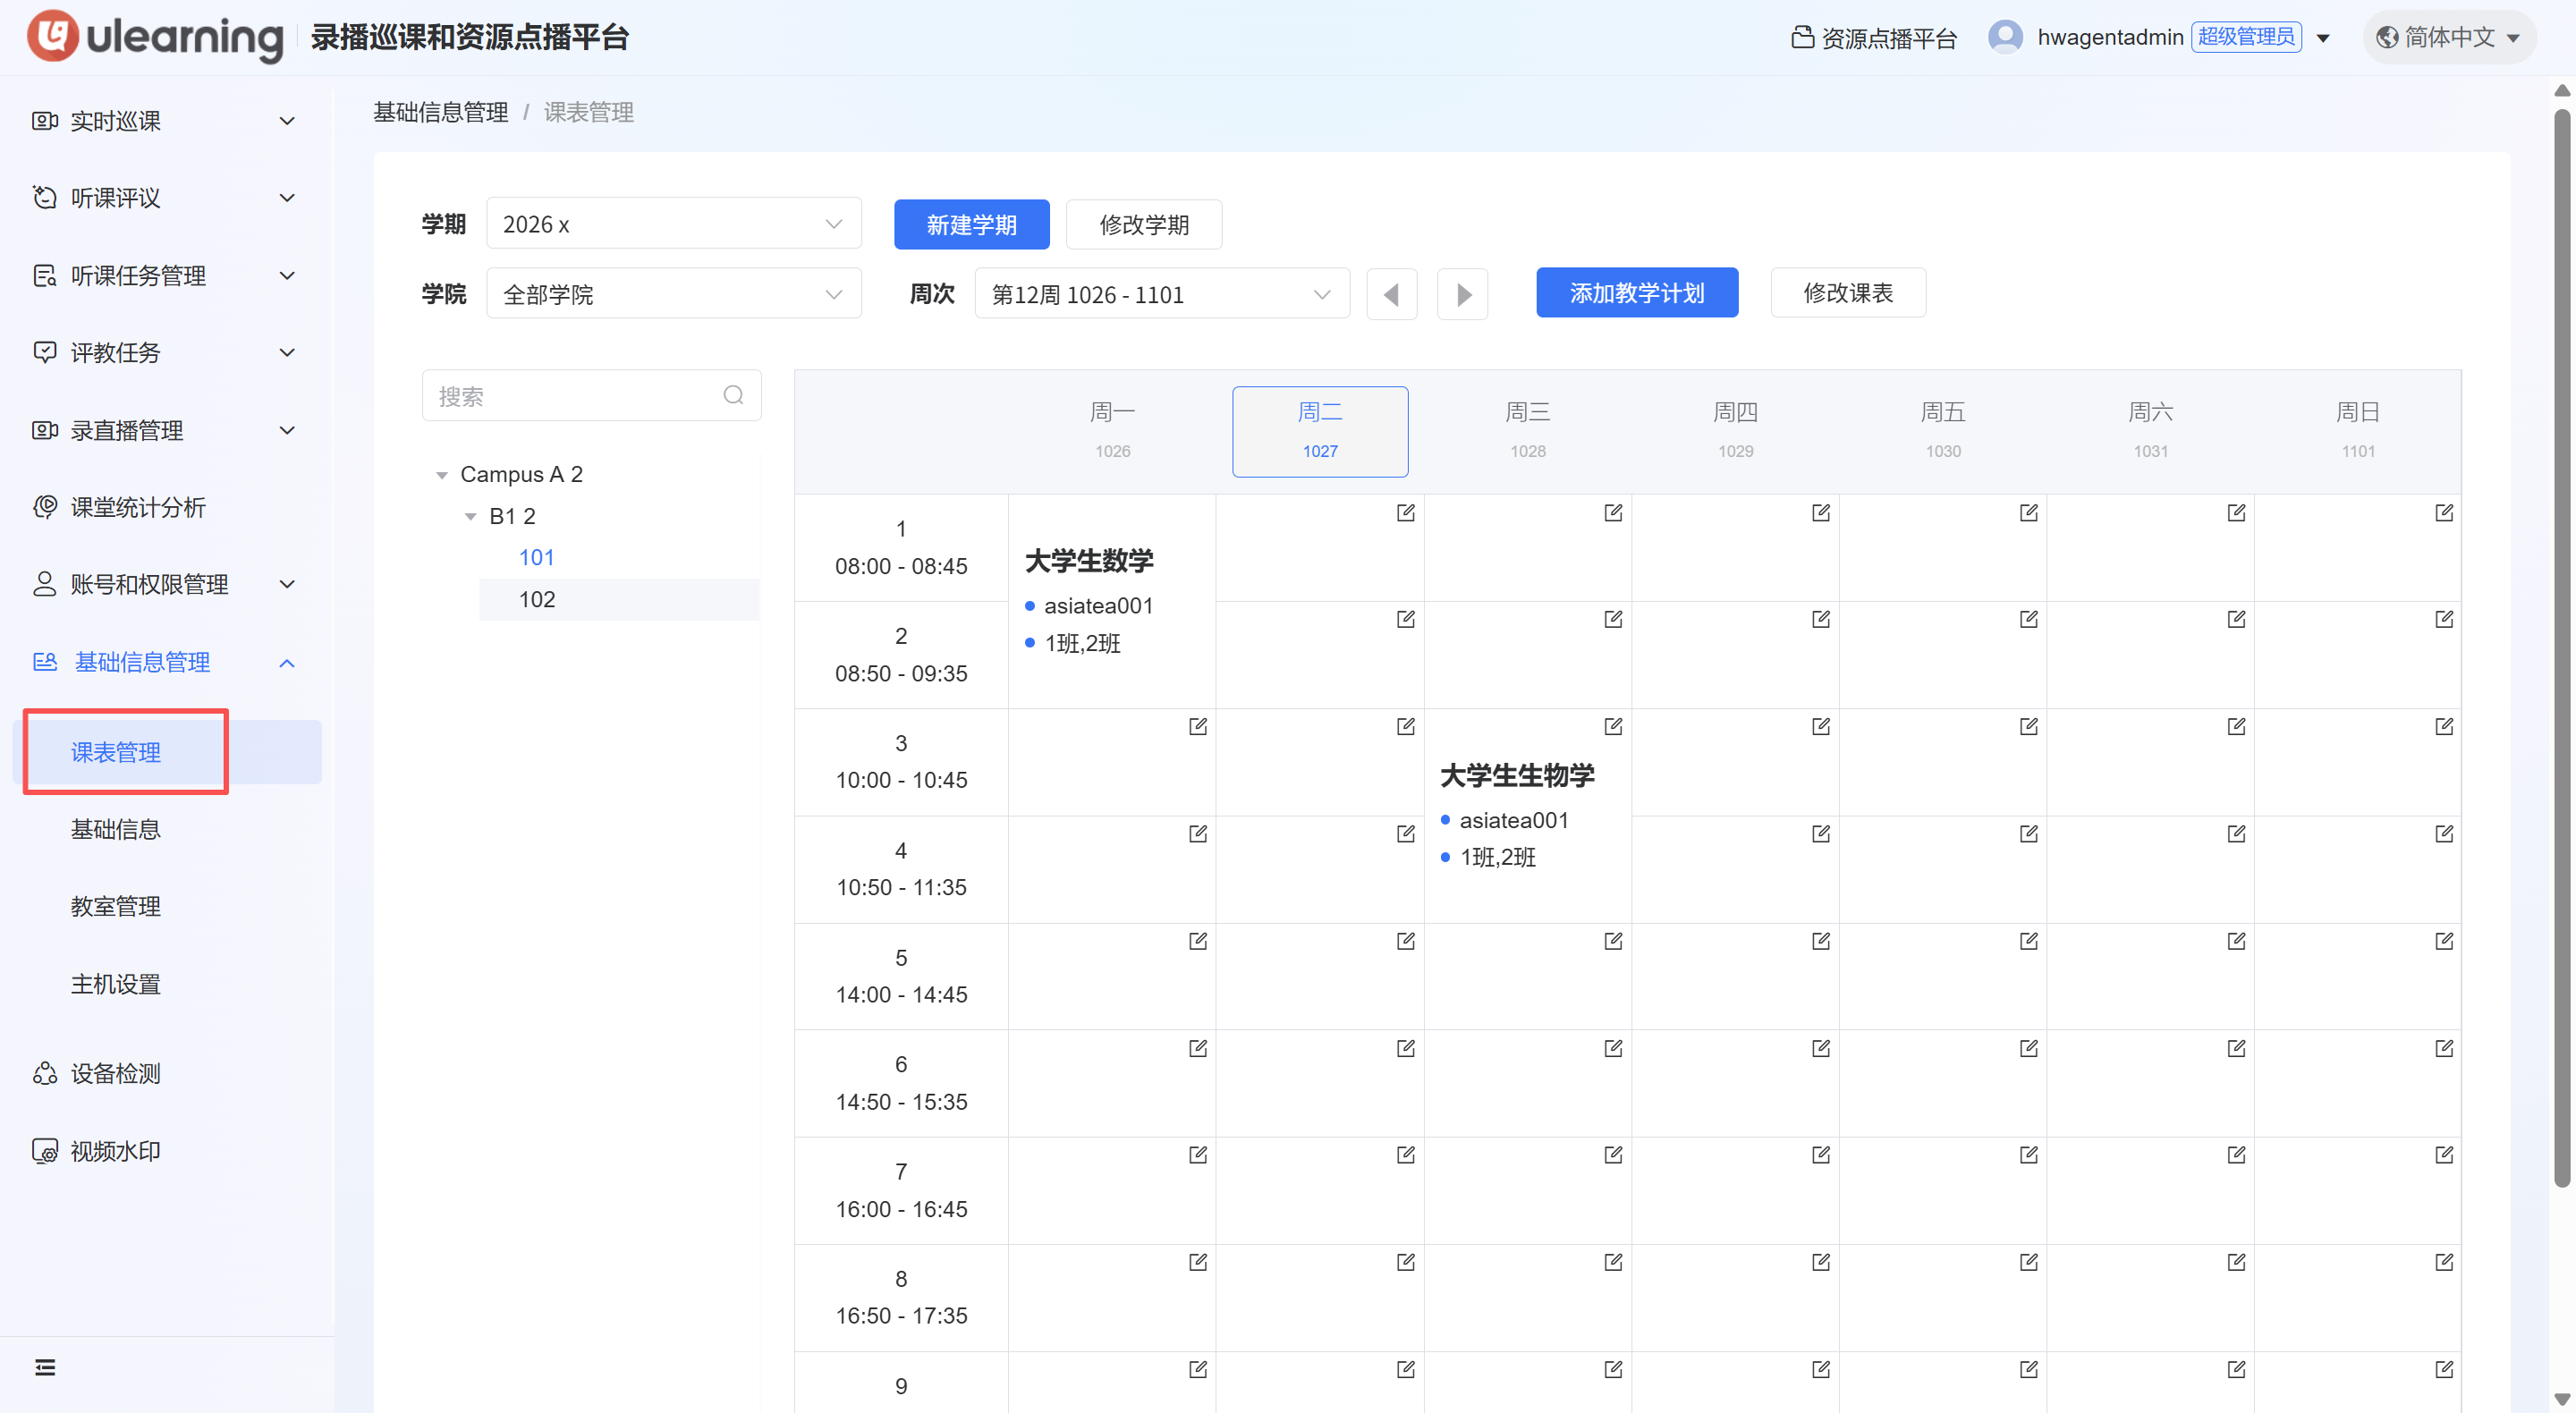 ulearning 录播巡课和资源点播平台
资源点播平台
hwagentadmin 超级管理员
简体中文
实时巡课
听课评议
听课任务管理
评教任务
录直播管理
课堂统计分析
账号和权限管理
基础信息管理
课表管理
基础信息
教室管理
主机设置
设备检测
视频水印
基础信息管理 / 课表管理
学期 2026 x 新建学期 修改学期
学院 全部学院 周次 第12周 1026 - 1101 添加教学计划 修改课表
搜索
Campus A 2
B1 2
101
102
周一 周二 周三 周四 周五 周六 周日
1026 1027 1028 1029 1030 1031 1101
1
08:00 - 08:45
2
08:50 - 09:35
大学生数学
asiatea001
1班,2班
3
10:00 - 10:45
4
10:50 - 11:35
大学生生物学
asiatea001
1班,2班
5
14:00 - 14:45
6
14:50 - 15:35
7
16:00 - 16:45
8
16:50 - 17:35
9